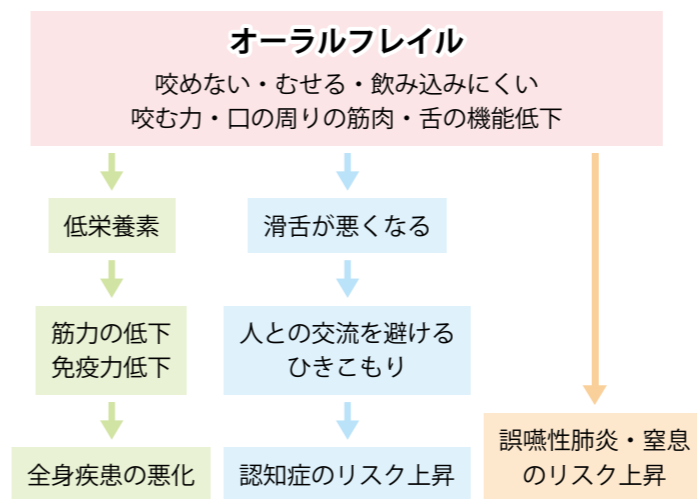 オーラルフレイル
咬めない・むせる・飲み込みにくい
咬む力・口の周りの筋肉・舌の機能低下
低栄養素
滑舌が悪くなる
筋力の低下
免疫力低下
人との交流を避ける
ひきこもり
全身疾患の悪化
認知症のリスク上昇
誤嚥性肺炎・窒息
のリスク上昇